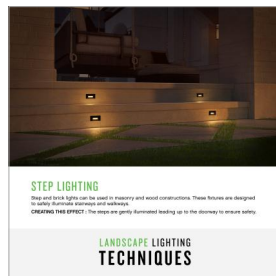 STEP LIGHTING
Step and brick lights can be used in masonry and wood constructions. These fixtures are designed
to safely illuminate stairways and walkways.
CREATING THIS EFFECT : The steps are gently illuminated leading up to the doorway to ensure safety.
LANDSCAPE LIGHTING
TECHNIQUES